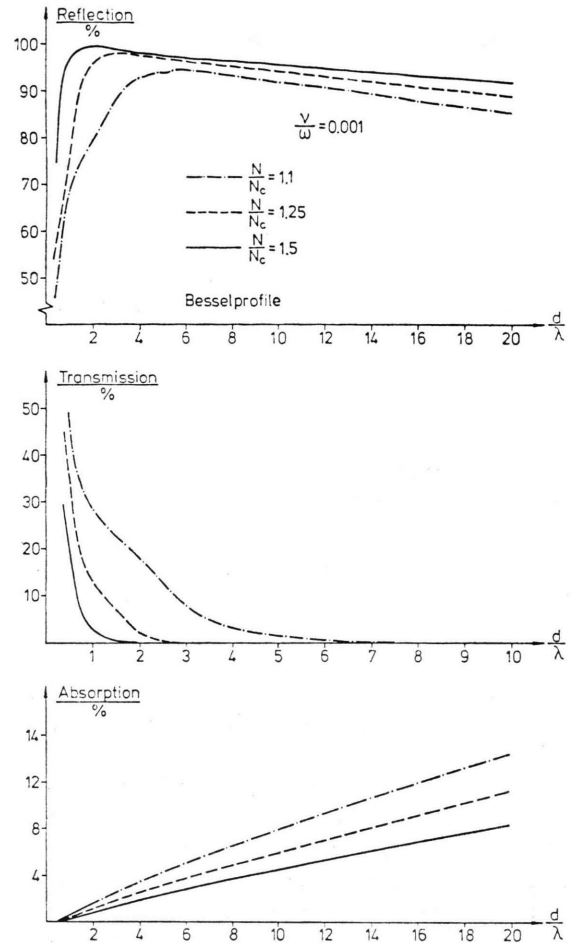 Reflection
%
100
90
80
70
60
50
ν/ω = 0.001
N/Nc = 1.1
N/Nc = 1.25
N/Nc = 1.5
Besselprofile
2 4 6 8 10 12 14 16 18 20 d/λ
Transmission
%
50
40
30
20
10
1 2 3 4 5 6 7 8 9 10 d/λ
Absorption
%
14
12
8
4
2 4 6 8 10 12 14 16 18 20 d/λ